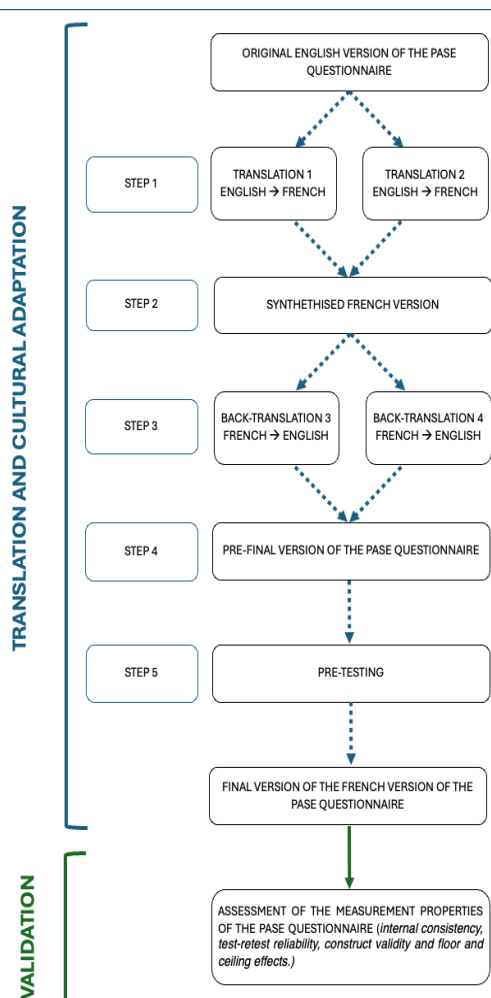 TRANSLATION AND CULTURAL ADAPTATION
ORIGINAL ENGLISH VERSION OF THE PASE
QUESTIONNAIRE
STEP 1
TRANSLATION 1
ENGLISH → FRENCH
TRANSLATION 2
ENGLISH → FRENCH
STEP 2
SYNTHETHISED FRENCH VERSION
STEP 3
BACK-TRANSLATION 3
FRENCH → ENGLISH
BACK-TRANSLATION 4
FRENCH → ENGLISH
STEP 4
PRE-FINAL VERSION OF THE PASE QUESTIONNAIRE
STEP 5
PRE-TESTING
FINAL VERSION OF THE FRENCH VERSION OF THE
PASE QUESTIONNAIRE
VALIDATION
ASSESSMENT OF THE MEASUREMENT PROPERTIES
OF THE PASE QUESTIONNAIRE (internal consistency,
test-retest reliability, construct validity and floor and
ceiling effects.)